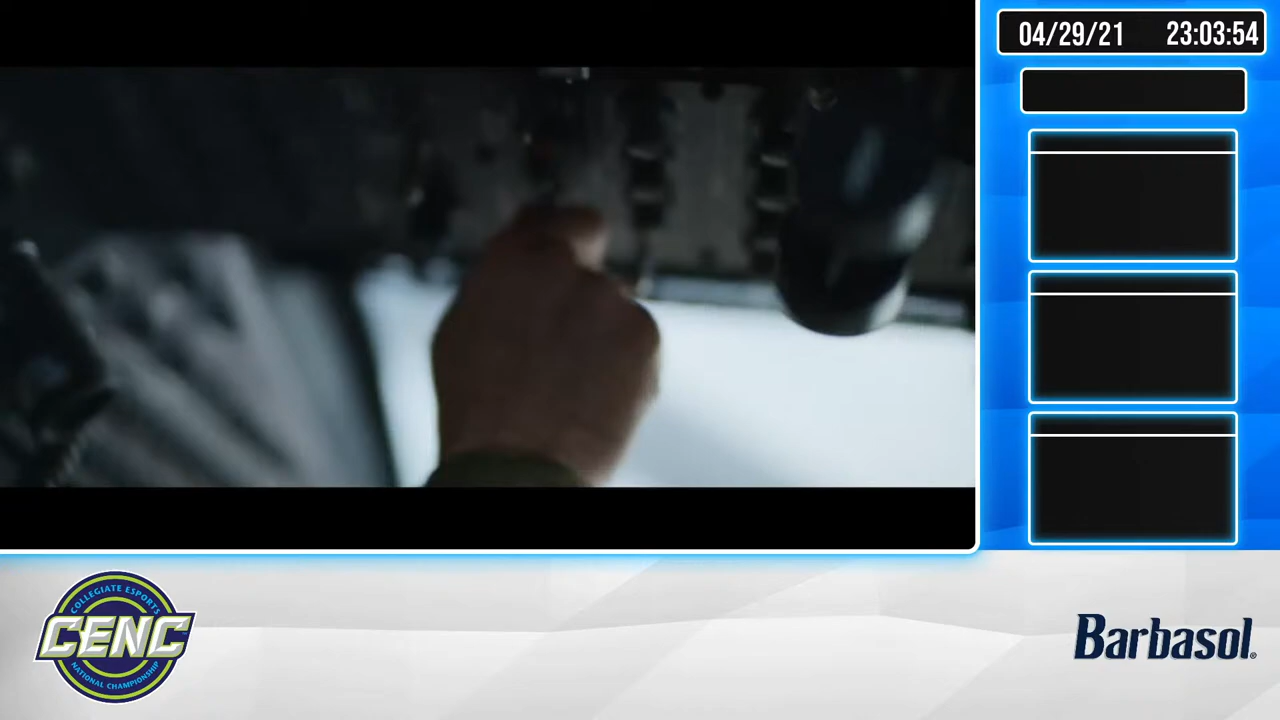 04/29/21 23:03:54
COLLEGIATE ESPORTS
CENC
NATIONAL CHAMPIONSHIP
Barbasol®